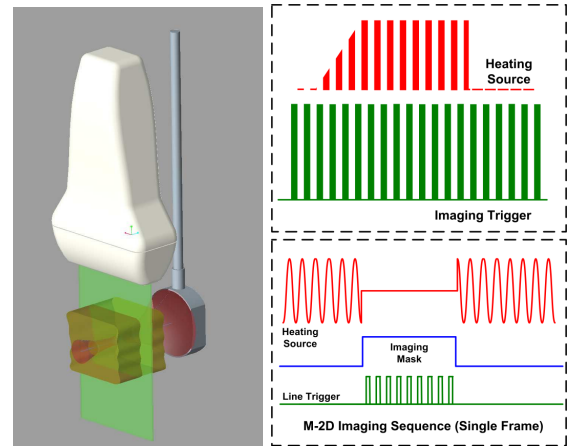 Heating
Source
Imaging Trigger
Heating
Source
Imaging
Mask
Line Trigger
M-2D Imaging Sequence (Single Frame)